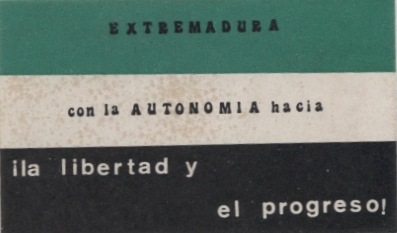 EXTREMADURA
con la AUTONOMIA hacia
¡la libertad y
el progreso!